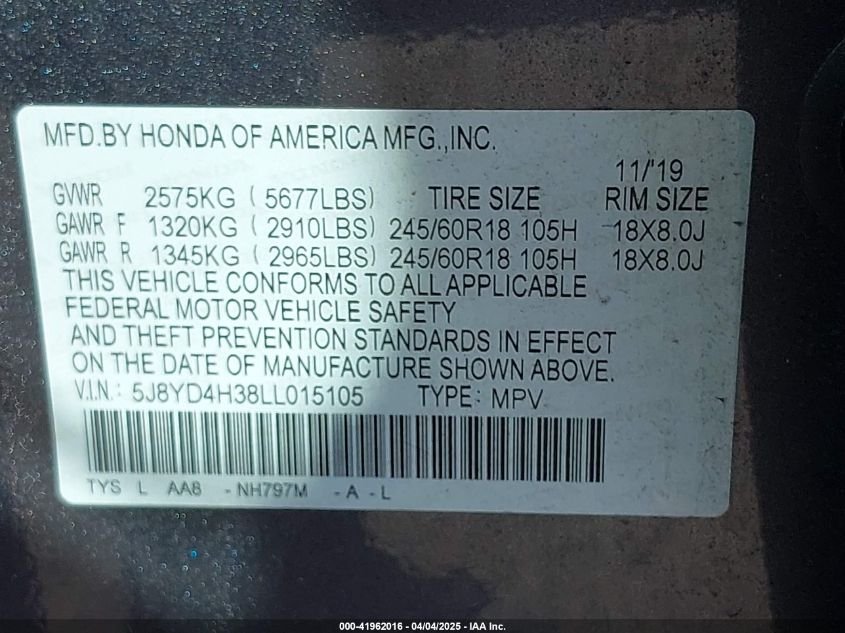 MFD.BY HONDA OF AMERICA MFG.,INC.
11/'19
GVWR 2575KG ( 5677LBS) TIRE SIZE RIM SIZE
GAWR F 1320KG ( 2910LBS) 245/60R18 105H 18X8.0J
GAWR R 1345KG ( 2965LBS) 245/60R18 105H 18X8.0J
THIS VEHICLE CONFORMS TO ALL APPLICABLE
FEDERAL MOTOR VEHICLE SAFETY
AND THEFT PREVENTION STANDARDS IN EFFECT
ON THE DATE OF MANUFACTURE SHOWN ABOVE.
V.I.N.: 5J8YD4H38LL015105 TYPE: MPV
TYS L AA8 - NH797M - A - L
000-41962016 - 04/04/2025 - IAA Inc.